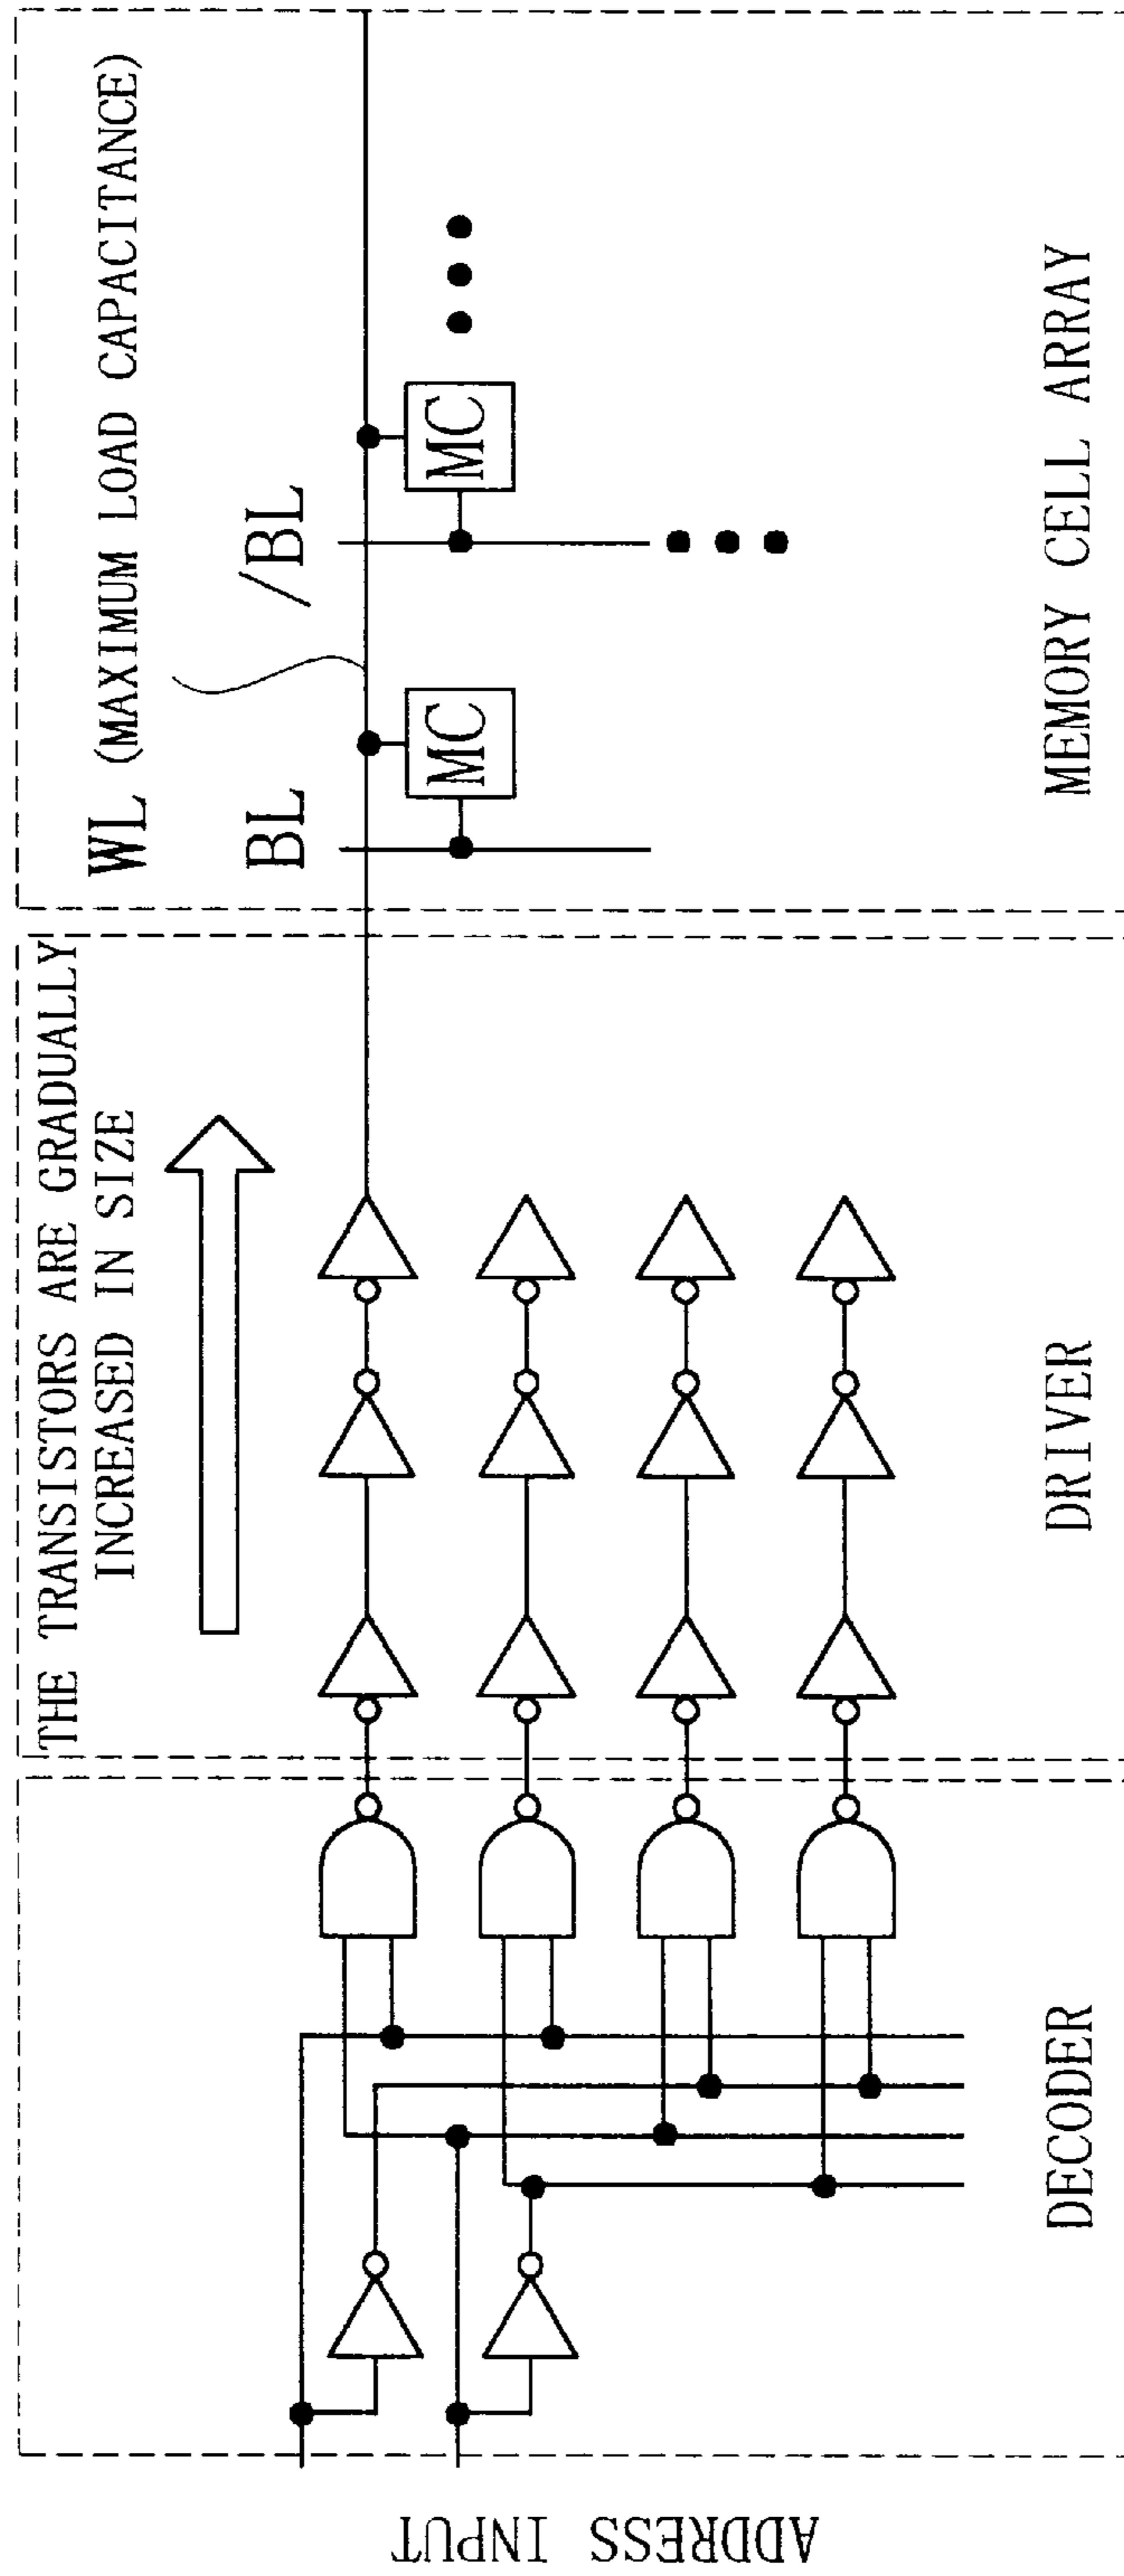 ADDRESS INPUT
DECODER
THE TRANSISTORS ARE GRADUALLY
INCREASED IN SIZE
DRIVER
WL (MAXIMUM LOAD CAPACITANCE)
BL
/BL
MC
MC
MEMORY CELL ARRAY